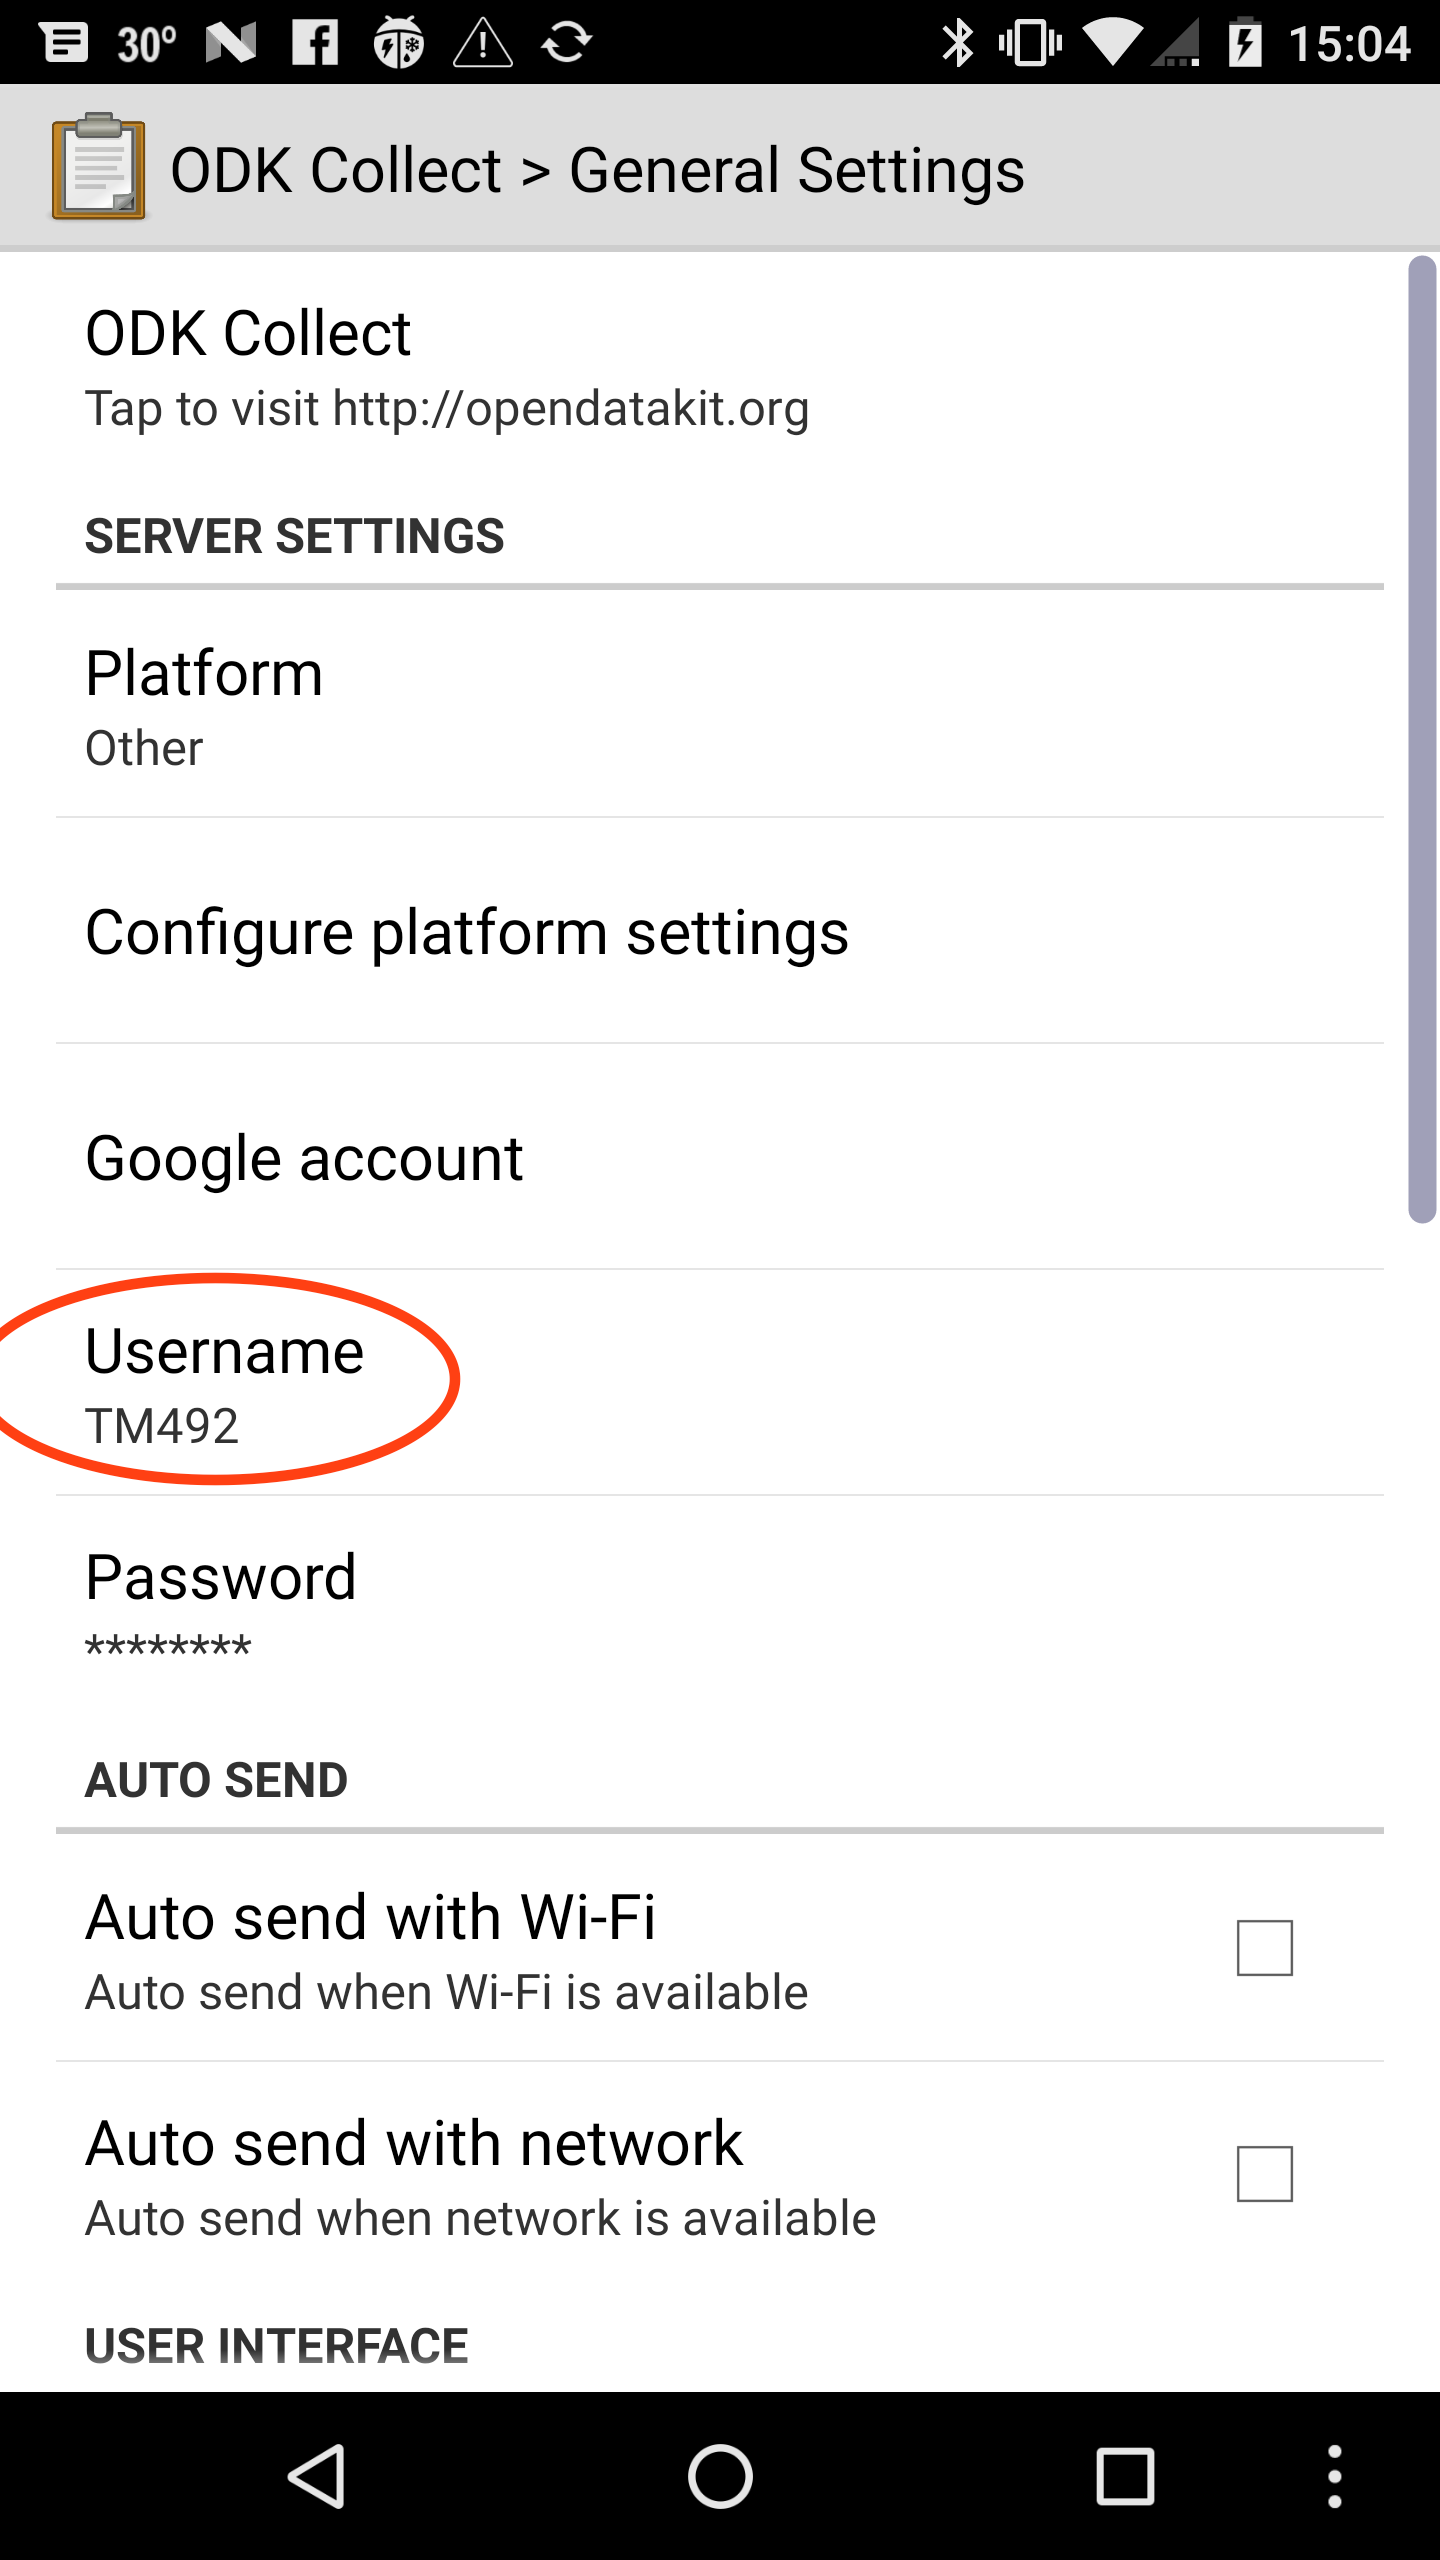 30º
15:04
ODK Collect > General Settings
ODK Collect
Tap to visit http://opendatakit.org
SERVER SETTINGS
Platform
Other
Configure platform settings
Google account
Username
TM492
Password
********
AUTO SEND
Auto send with Wi-Fi
Auto send when Wi-Fi is available
Auto send with network
Auto send when network is available
USER INTERFACE